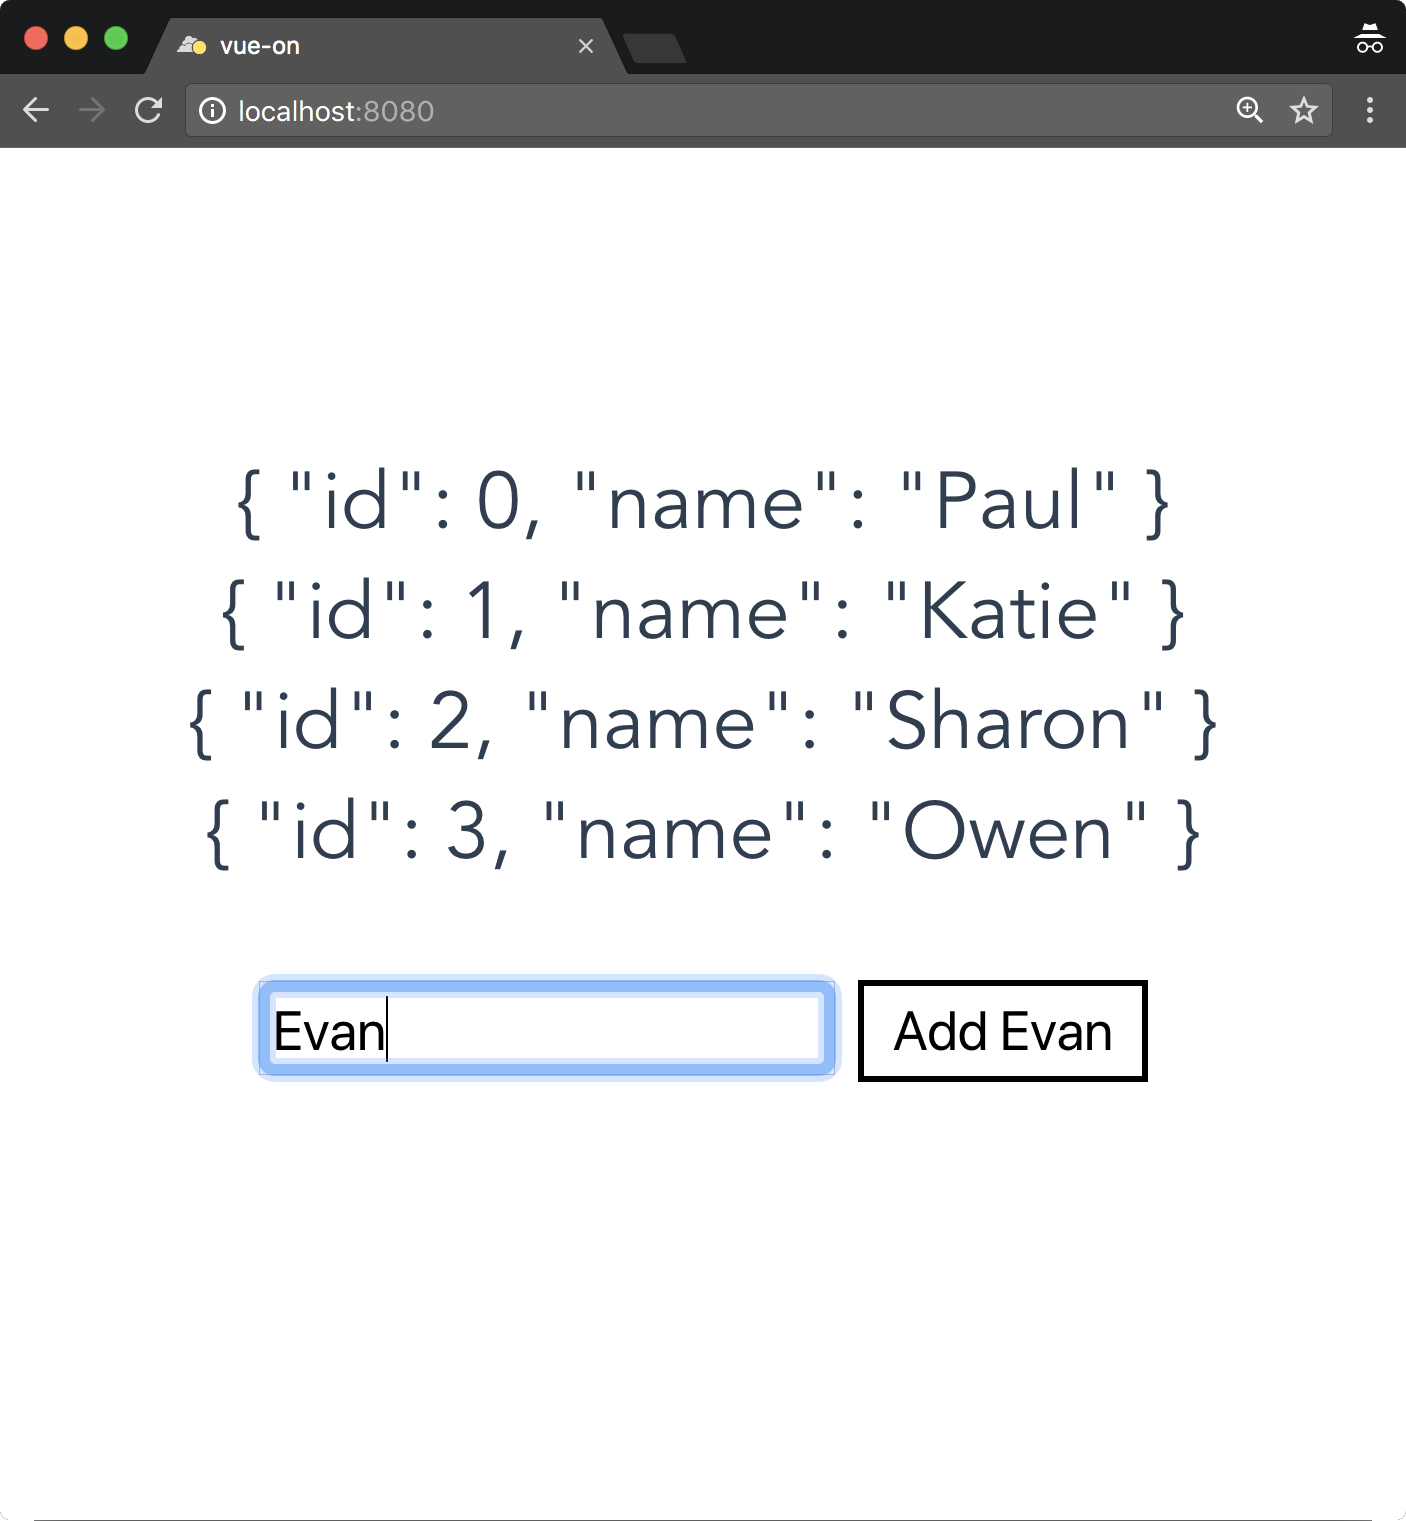 vue-on
localhost:8080
{ "id": 0, "name": "Paul" }
{ "id": 1, "name": "Katie" }
{ "id": 2, "name": "Sharon" }
{ "id": 3, "name": "Owen" }
Evan Add Evan